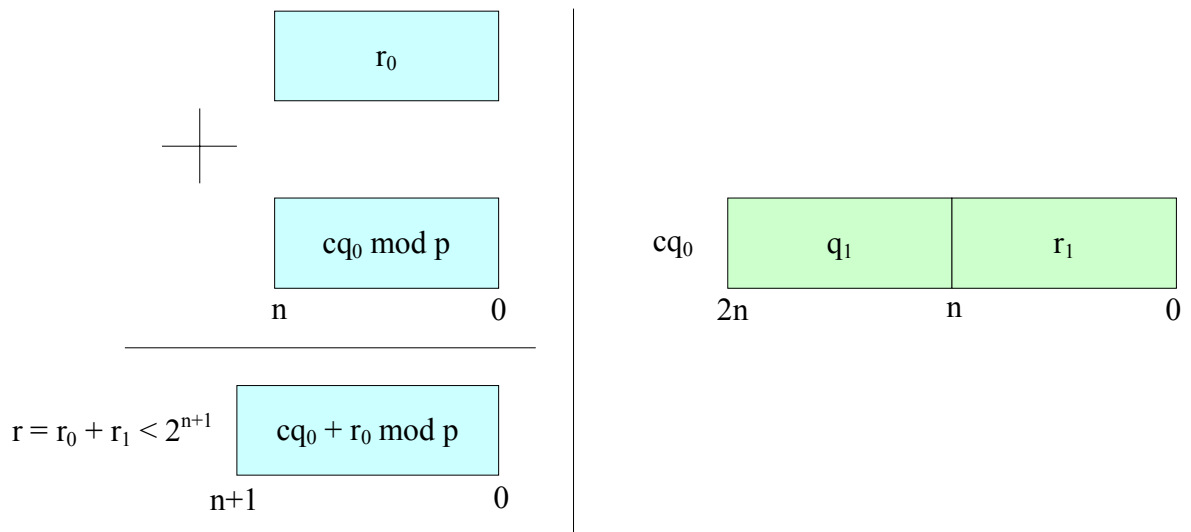 r₀
cq₀ mod p
n 0
r = r₀ + r₁ < 2ⁿ⁺¹
cq₀ + r₀ mod p
n+1 0
cq₀
q₁
r₁
2n n 0